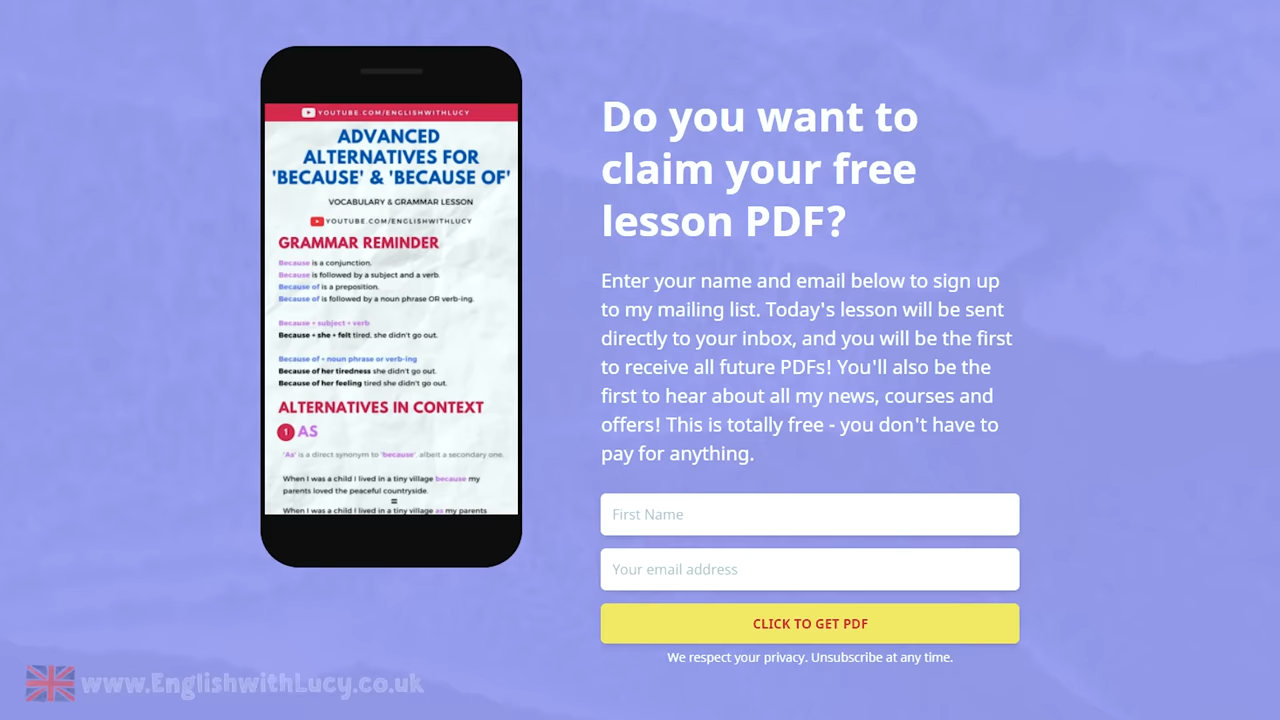 YOUTUBE.COM/ENGLISHWITHLUCY
ADVANCED
ALTERNATIVES FOR
'BECAUSE' & 'BECAUSE OF'
VOCABULARY & GRAMMAR LESSON
YOUTUBE.COM/ENGLISHWITHLUCY
GRAMMAR REMINDER
Because is a conjunction.
Because is followed by a subject and a verb.
Because of is a preposition.
Because of is followed by a noun phrase OR verb-ing.
Because + subject + verb
Because + she + felt tired, she didn't go out.
Because of + noun phrase or verb-ing
Because of her tiredness she didn't go out.
Because of her feeling tired she didn't go out.
ALTERNATIVES IN CONTEXT
1 AS
'As' is a direct synonym to 'because'. albeit a secondary one.
When I was a child I lived in a tiny village because my
parents loved the peaceful countryside.
=
When I was a child I lived in a tiny village as my parents
Do you want to
claim your free
lesson PDF?
Enter your name and email below to sign up
to my mailing list. Today's lesson will be sent
directly to your inbox, and you will be the first
to receive all future PDFs! You'll also be the
first to hear about all my news, courses and
offers! This is totally free - you don't have to
pay for anything.
First Name
Your email address
CLICK TO GET PDF
We respect your privacy. Unsubscribe at any time.
www.EnglishwithLucy.co.uk